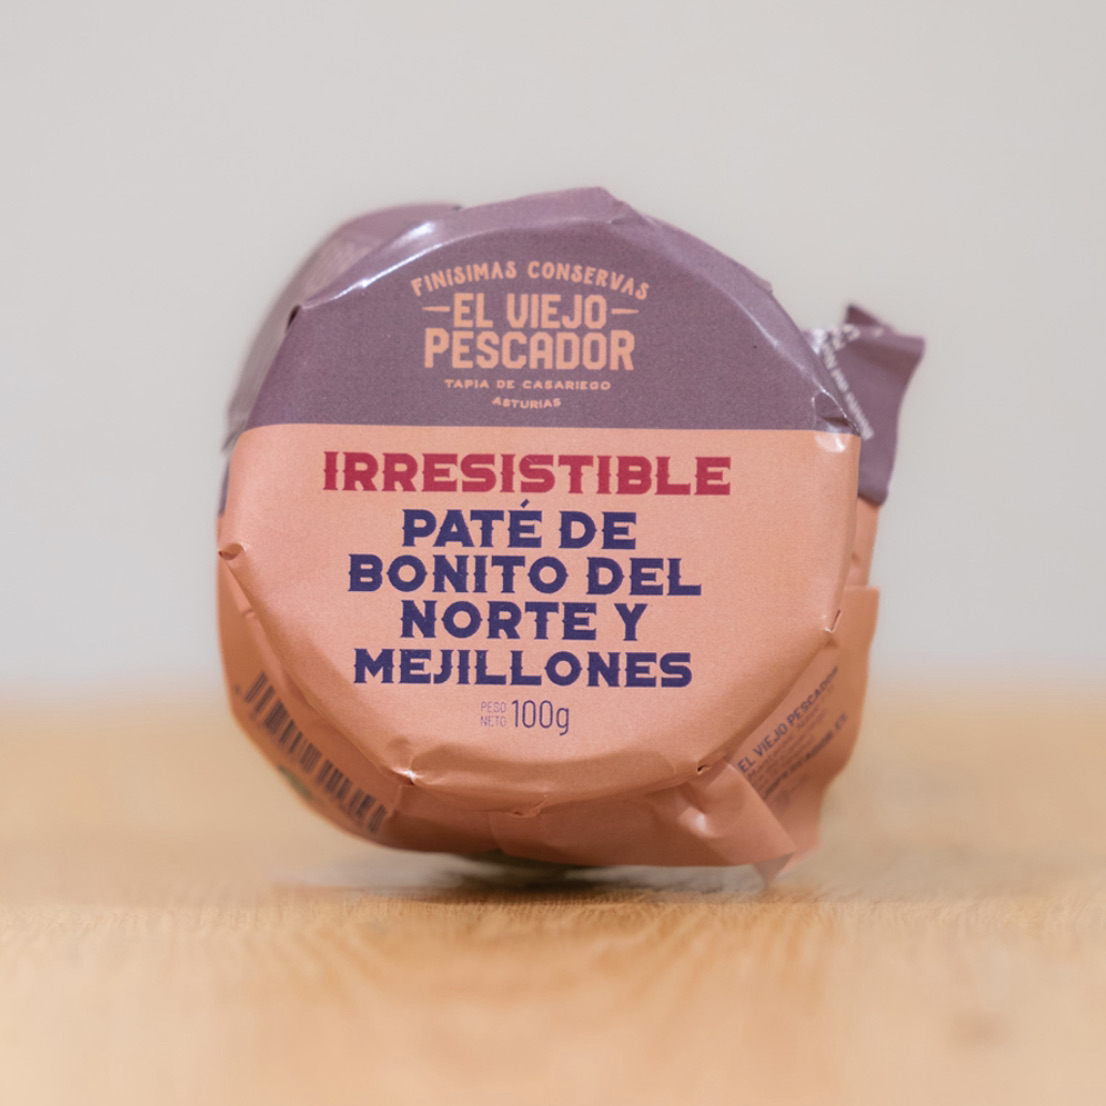 FINÍSIMAS CONSERVAS
EL VIEJO
PESCADOR
TAPIA DE CASARIEGO
ASTURIAS
IRRESISTIBLE
PATÉ DE
BONITO DEL
NORTE Y
MEJILLONES
PESO
NETO 100g
EL VIEJO PESCADOR